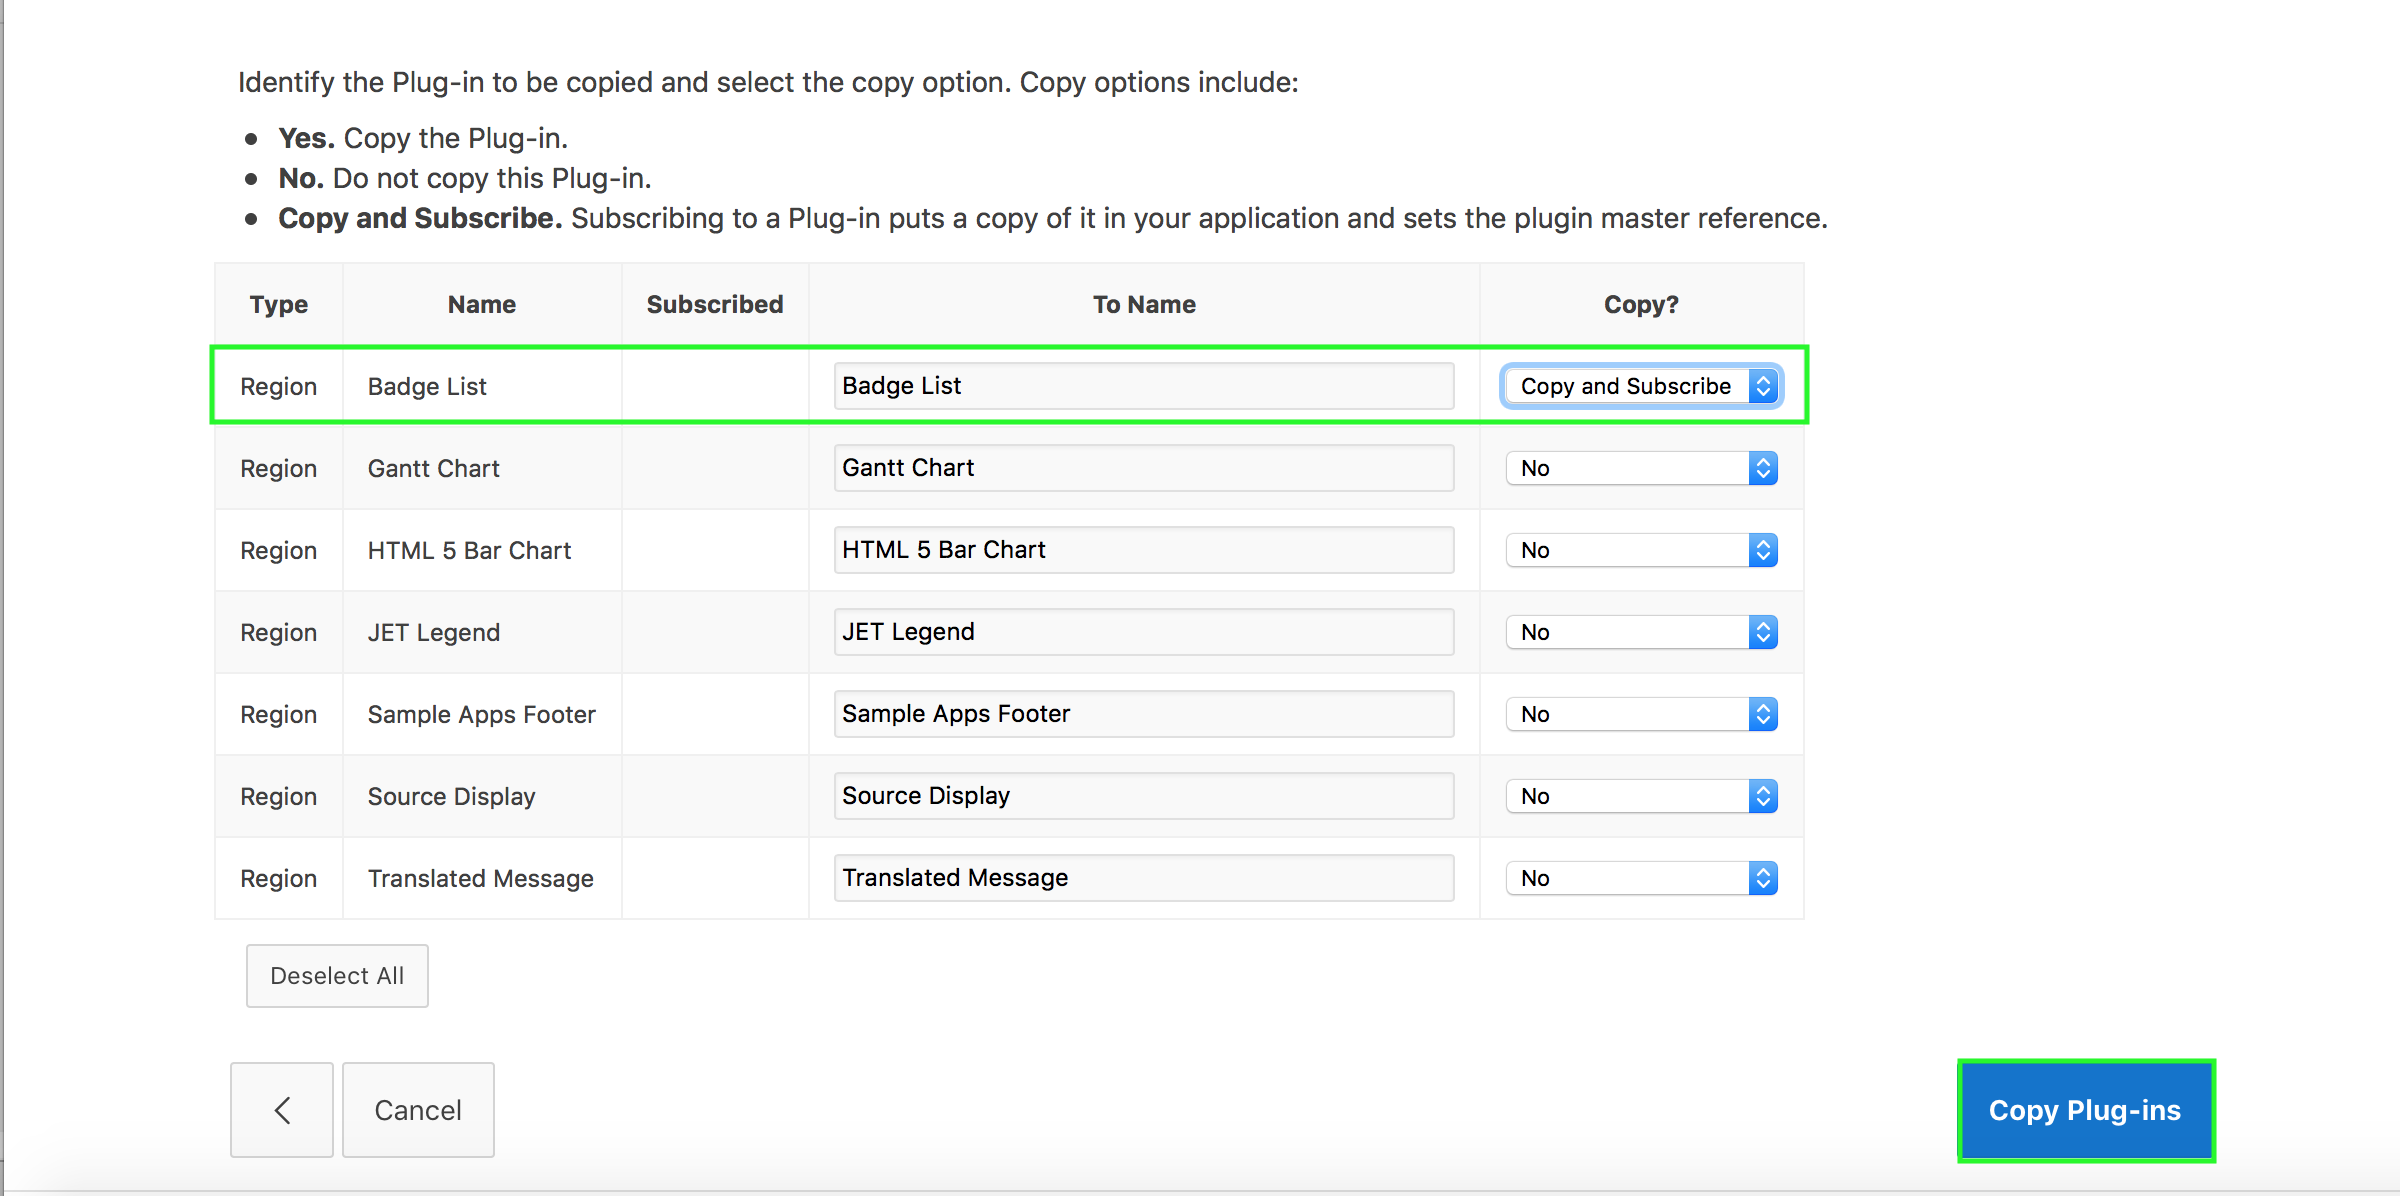 Identify the Plug-in to be copied and select the copy option. Copy options include:
• Yes. Copy the Plug-in.
• No. Do not copy this Plug-in.
• Copy and Subscribe. Subscribing to a Plug-in puts a copy of it in your application and sets the plugin master reference.
Type Name Subscribed To Name Copy?
Region Badge List Badge List Copy and Subscribe
Region Gantt Chart Gantt Chart No
Region HTML 5 Bar Chart HTML 5 Bar Chart No
Region JET Legend JET Legend No
Region Sample Apps Footer Sample Apps Footer No
Region Source Display Source Display No
Region Translated Message Translated Message No
Deselect All
Cancel Copy Plug-ins